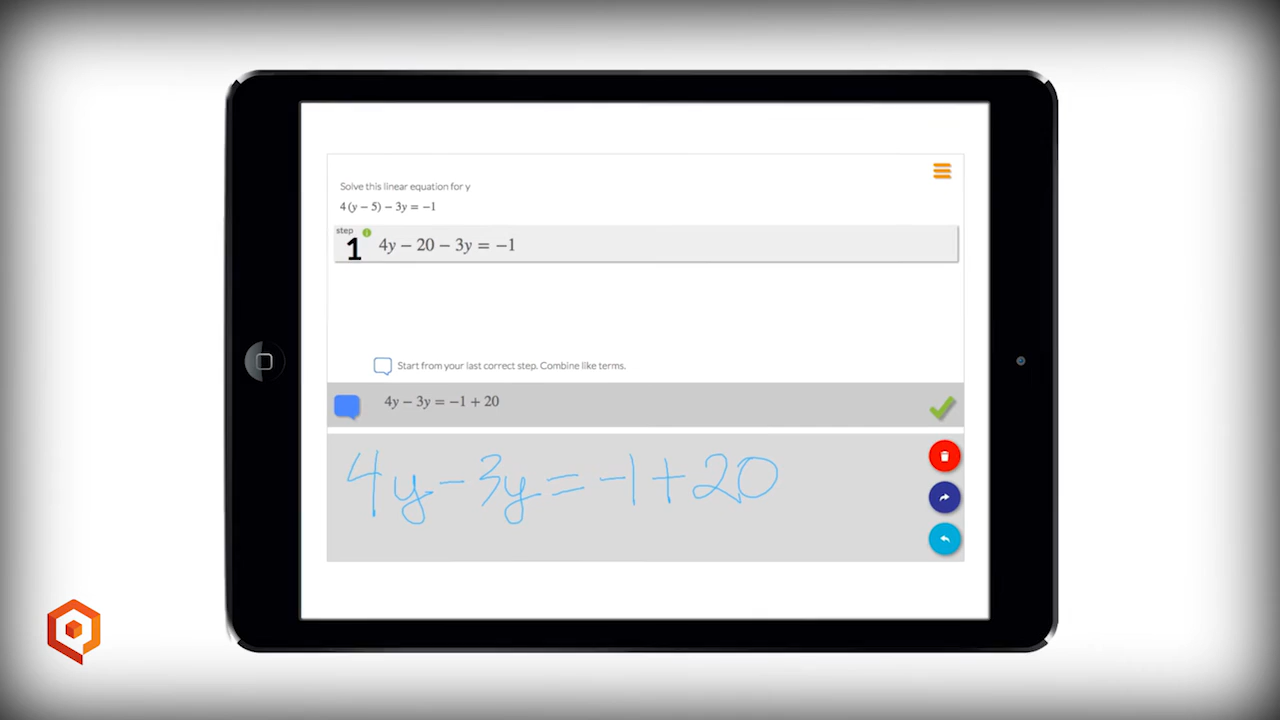 Solve this linear equation for y
4(y − 5) − 3y = −1
step
1 4y − 20 − 3y = −1
Start from your last correct step. Combine like terms.
4y − 3y = −1 + 20
4y − 3y = −1 + 20